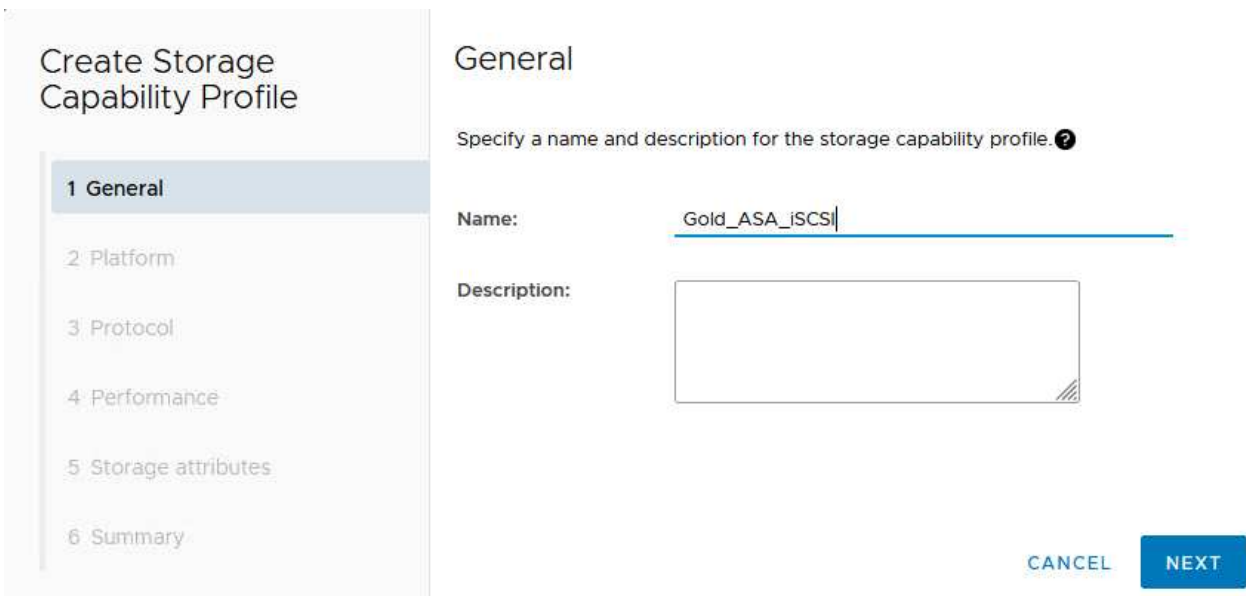 Create Storage
Capability Profile
1 General
2 Platform
3 Protocol
4 Performance
5 Storage attributes
6 Summary
General
Specify a name and description for the storage capability profile.?
Name:
Gold_ASA_iSCSI
Description:
CANCEL
NEXT